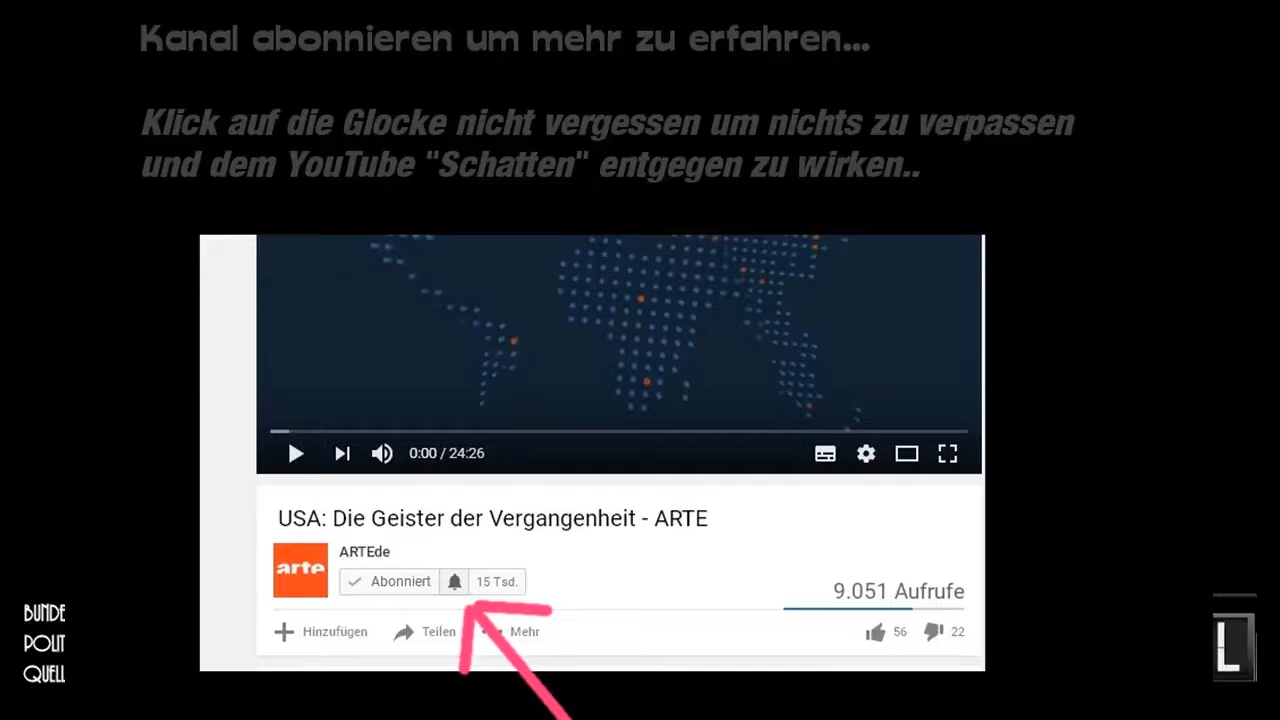 Kanal abonnieren um mehr zu erfahren...
Klick auf die Glocke nicht vergessen um nichts zu verpassen
und dem YouTube "Schatten" entgegen zu wirken..
0:00 / 24:26
USA: Die Geister der Vergangenheit - ARTE
arte
ARTEde
Abonniert
15 Tsd.
9.051 Aufrufe
Hinzufügen
Teilen
Mehr
56
22
BUNDE
POLIT
QUELL
L